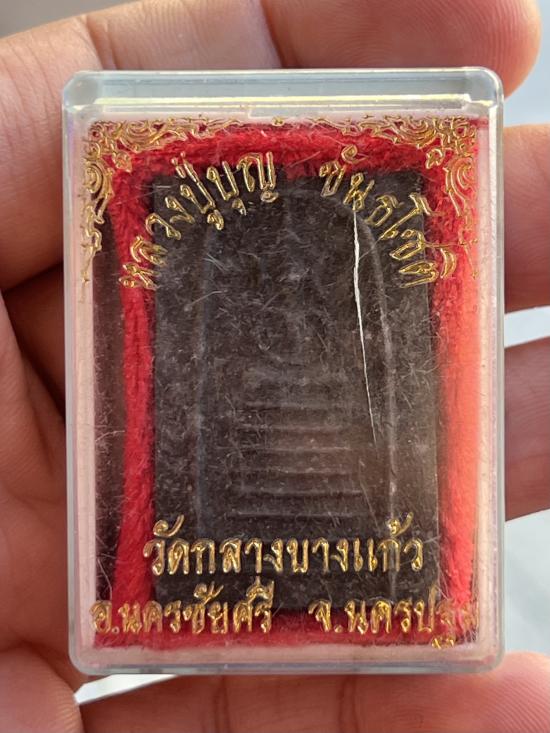 หลวงปู่บุญ ขันธโชติ
วัดกลางบางแก้ว
อ.นครชัยศรี จ.นครปฐม